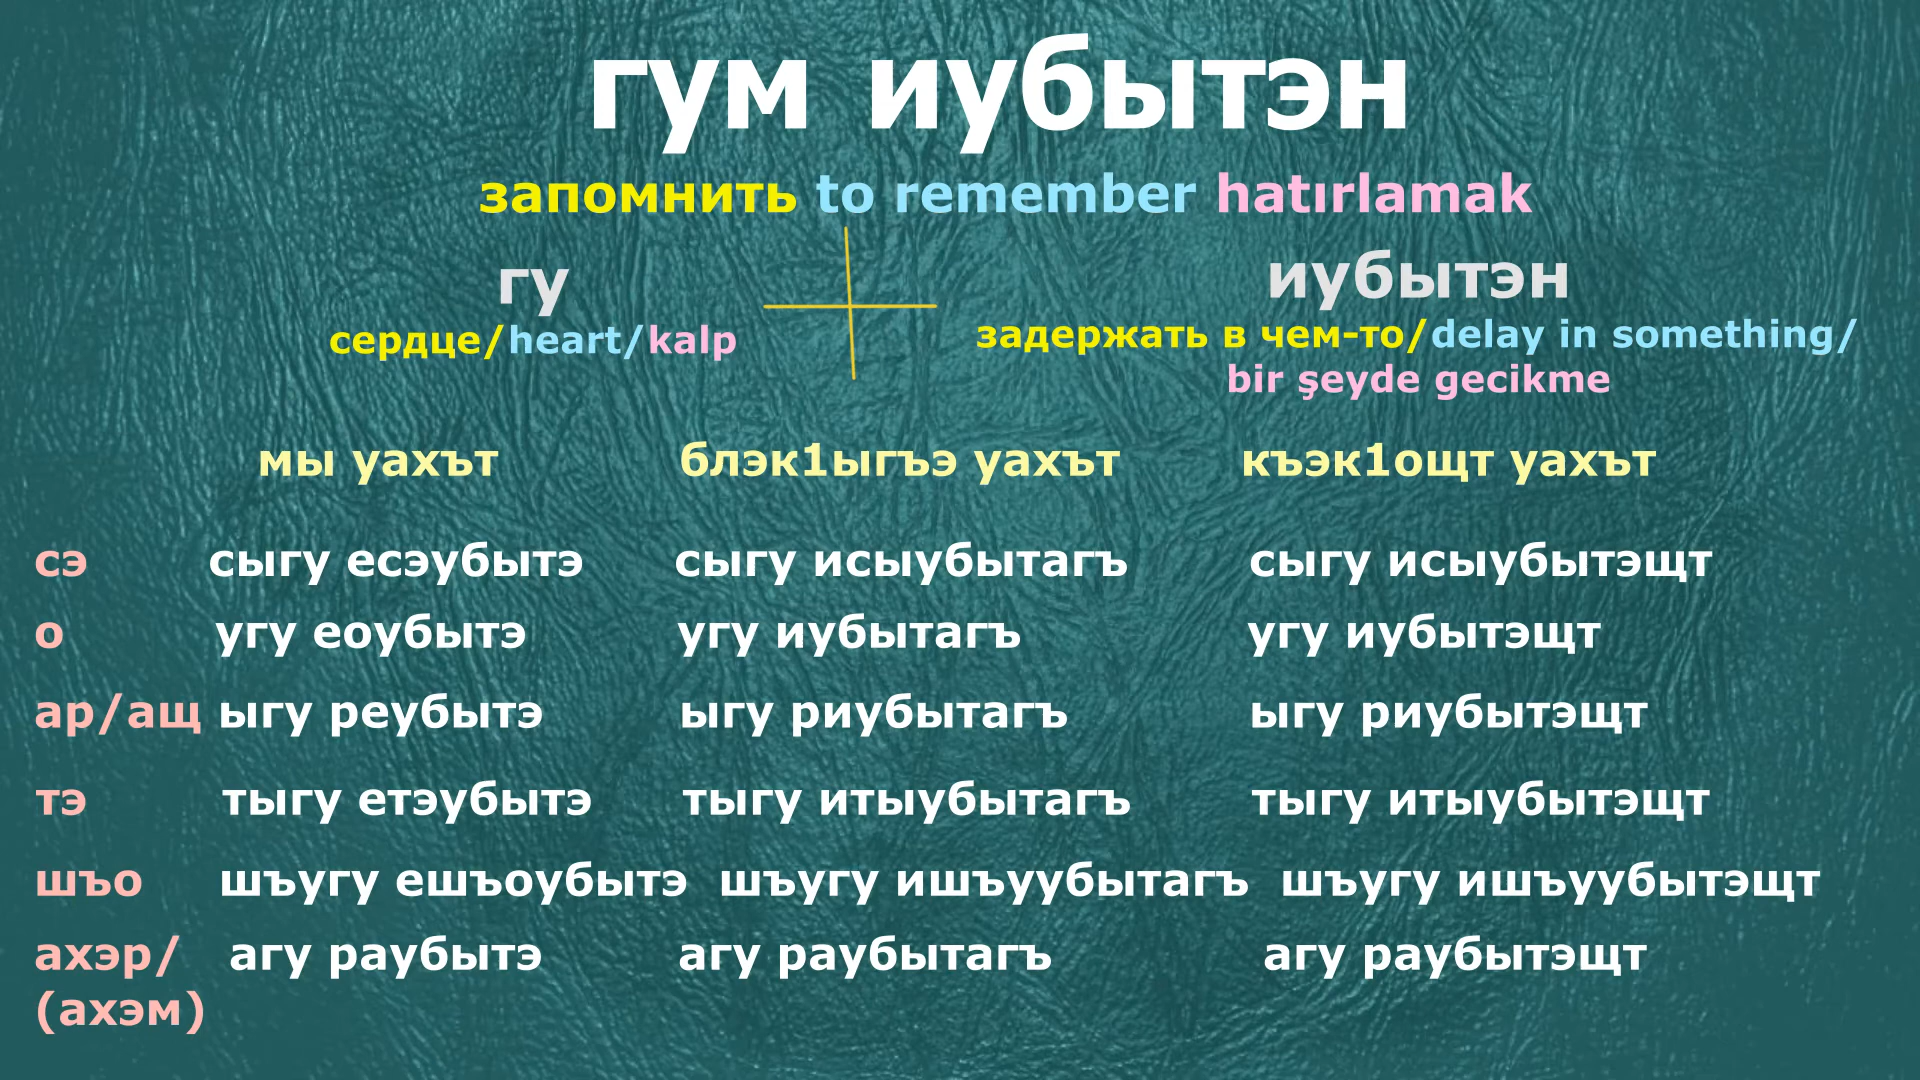 гум иубытэн
запомнить to remember hatırlamak
гу иубытэн
сердце/heart/kalp задержать в чем-то/delay in something/
bir şeyde gecikme
мы уахът блэк1ыгъэ уахът къэк1ощт уахът
сэ сыгу есэубытэ сыгу исыубытагъ сыгу исыубытэщт
о угу еоубытэ угу иубытагъ угу иубытэщт
ар/ащ ыгу реубытэ ыгу риубытагъ ыгу риубытэщт
тэ тыгу етэубытэ тыгу итыубытагъ тыгу итыубытэщт
шъо шъугу ешъоубытэ шъугу ишъуубытагъ шъугу ишъуубытэщт
ахэр/ агу раубытэ агу раубытагъ агу раубытэщт
(ахэм)